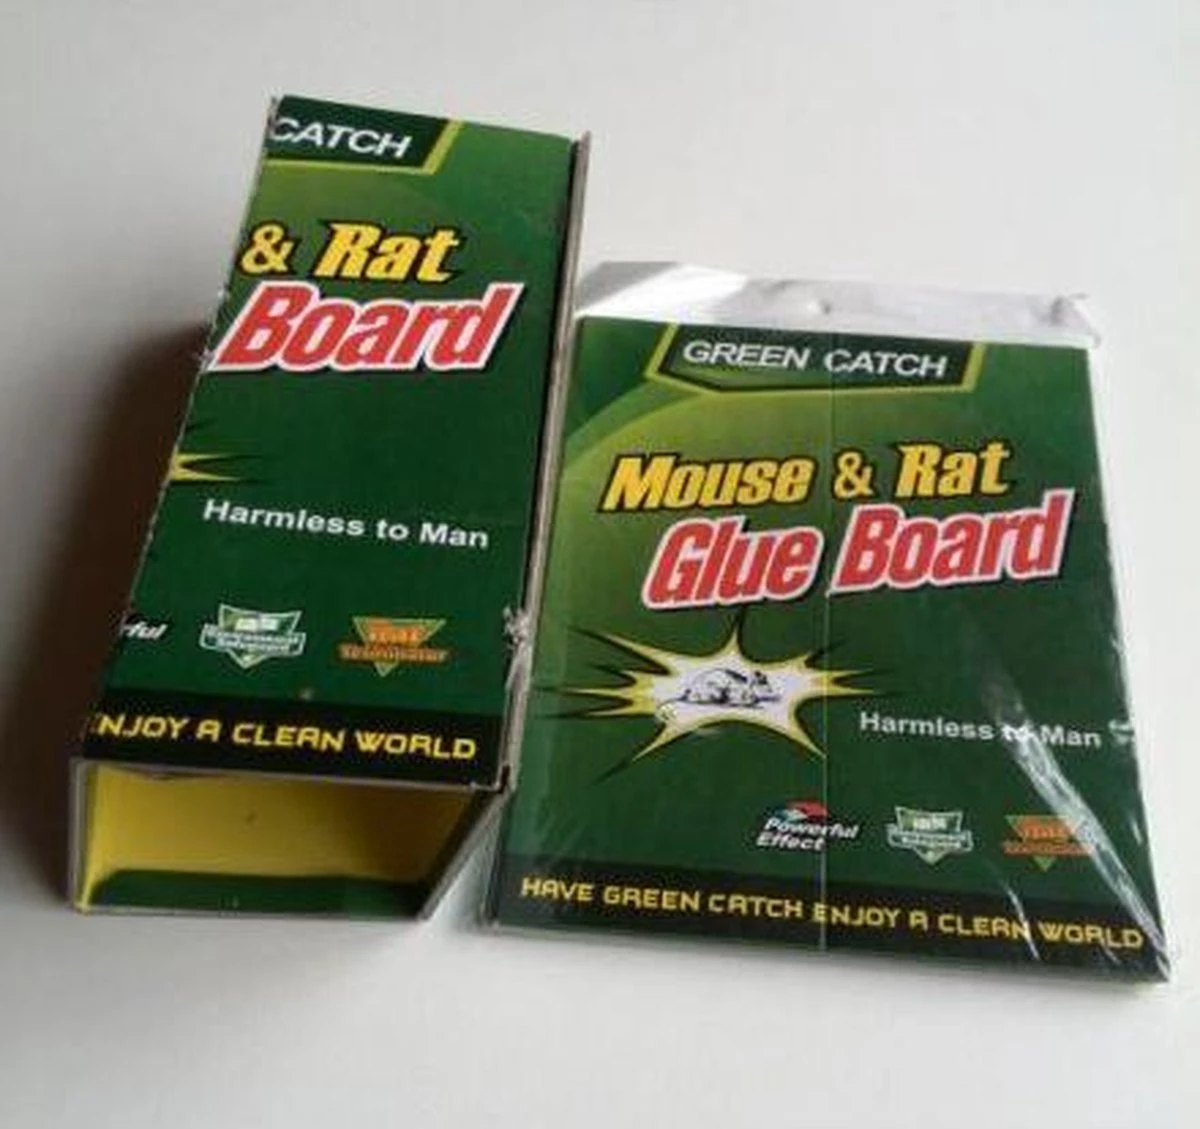 CATCH
& Rat
Board
Harmless to Man
ENJOY A CLEAN WORLD
GREEN CATCH
Mouse & Rat
Glue Board
Harmless to Man
Powerful
Effect
HAVE GREEN CATCH ENJOY A CLEAN WORLD